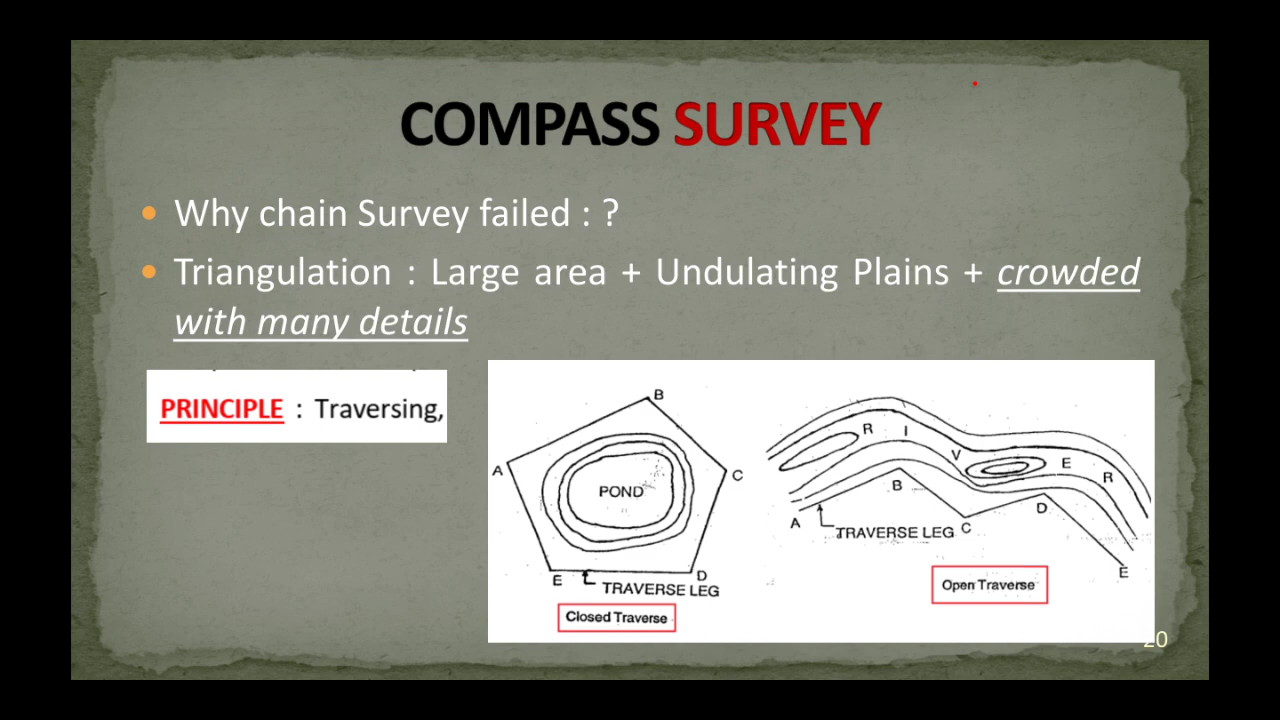 COMPASS SURVEY
Why chain Survey failed : ?
Triangulation : Large area + Undulating Plains + crowded
with many details
PRINCIPLE : Traversing,
A
B
C
D
E
POND
TRAVERSE LEG
Closed Traverse
R I V E R
A
B
C
D
E
TRAVERSE LEG
Open Traverse
20